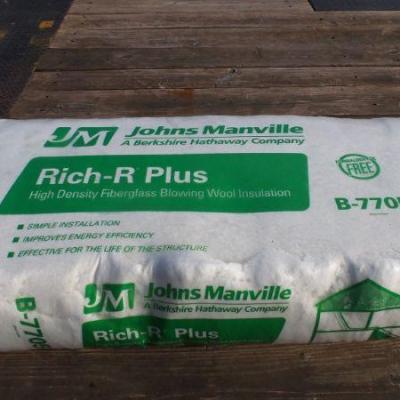 JM Johns Manville
A Berkshire Hathaway Company
Rich-R Plus
High Density Fiberglass Blowing Wool Insulation
FREE
B-770
SIMPLE INSTALLATION
IMPROVES ENERGY EFFICIENCY
EFFECTIVE FOR THE LIFE OF THE STRUCTURE
B-770
JM Johns Manville
A Berkshire Hathaway Company
Rich-R Plus